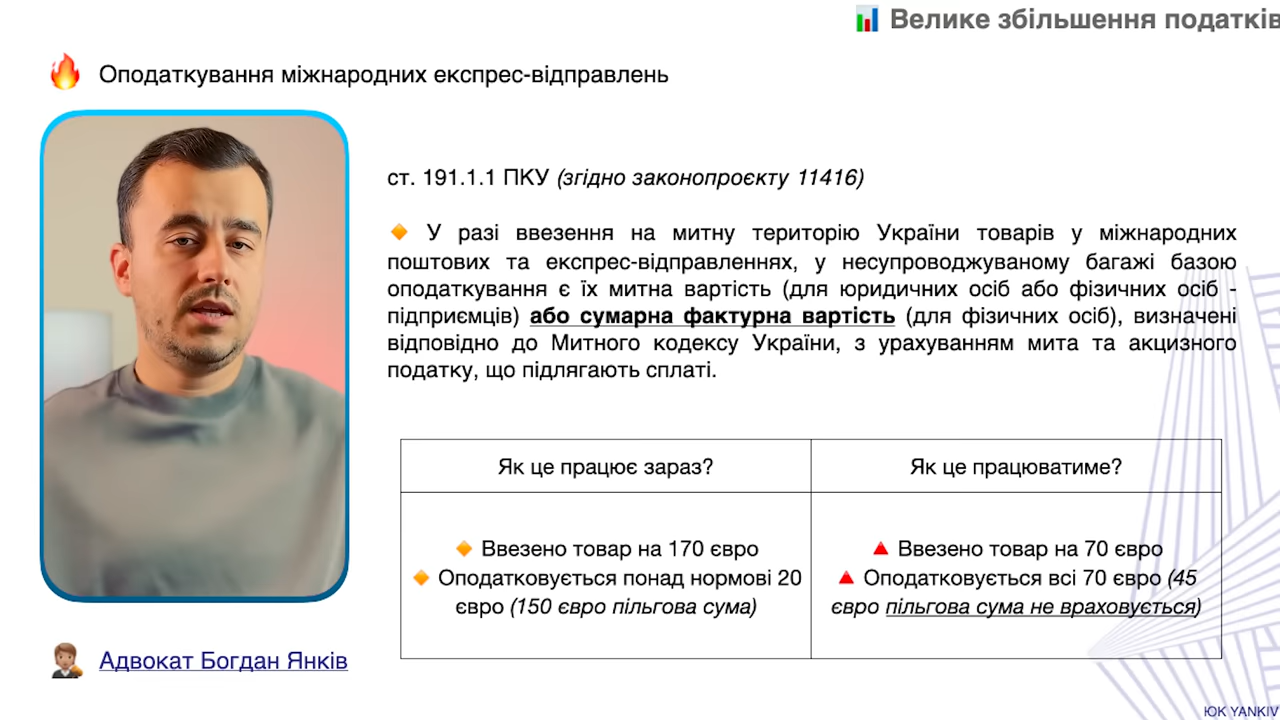 Велике збільшення податків
Оподаткування міжнародних експрес-відправлень
ст. 191.1.1 ПКУ (згідно законопроєкту 11416)
У разі ввезення на митну територію України товарів у міжнародних
поштових та експрес-відправленнях, у несупроводжуваному багажі базою
оподаткування є їх митна вартість (для юридичних осіб або фізичних осіб -
підприємців) або сумарна фактурна вартість (для фізичних осіб), визначені
відповідно до Митного кодексу України, з урахуванням мита та акцизного
податку, що підлягають сплаті.
Як це працює зараз?
Як це працюватиме?
Ввезено товар на 170 євро
Оподатковується понад нормові 20
євро (150 євро пільгова сума)
Ввезено товар на 70 євро
Оподатковується всі 70 євро (45
євро пільгова сума не враховується)
Адвокат Богдан Янків
ЮК YANKIV